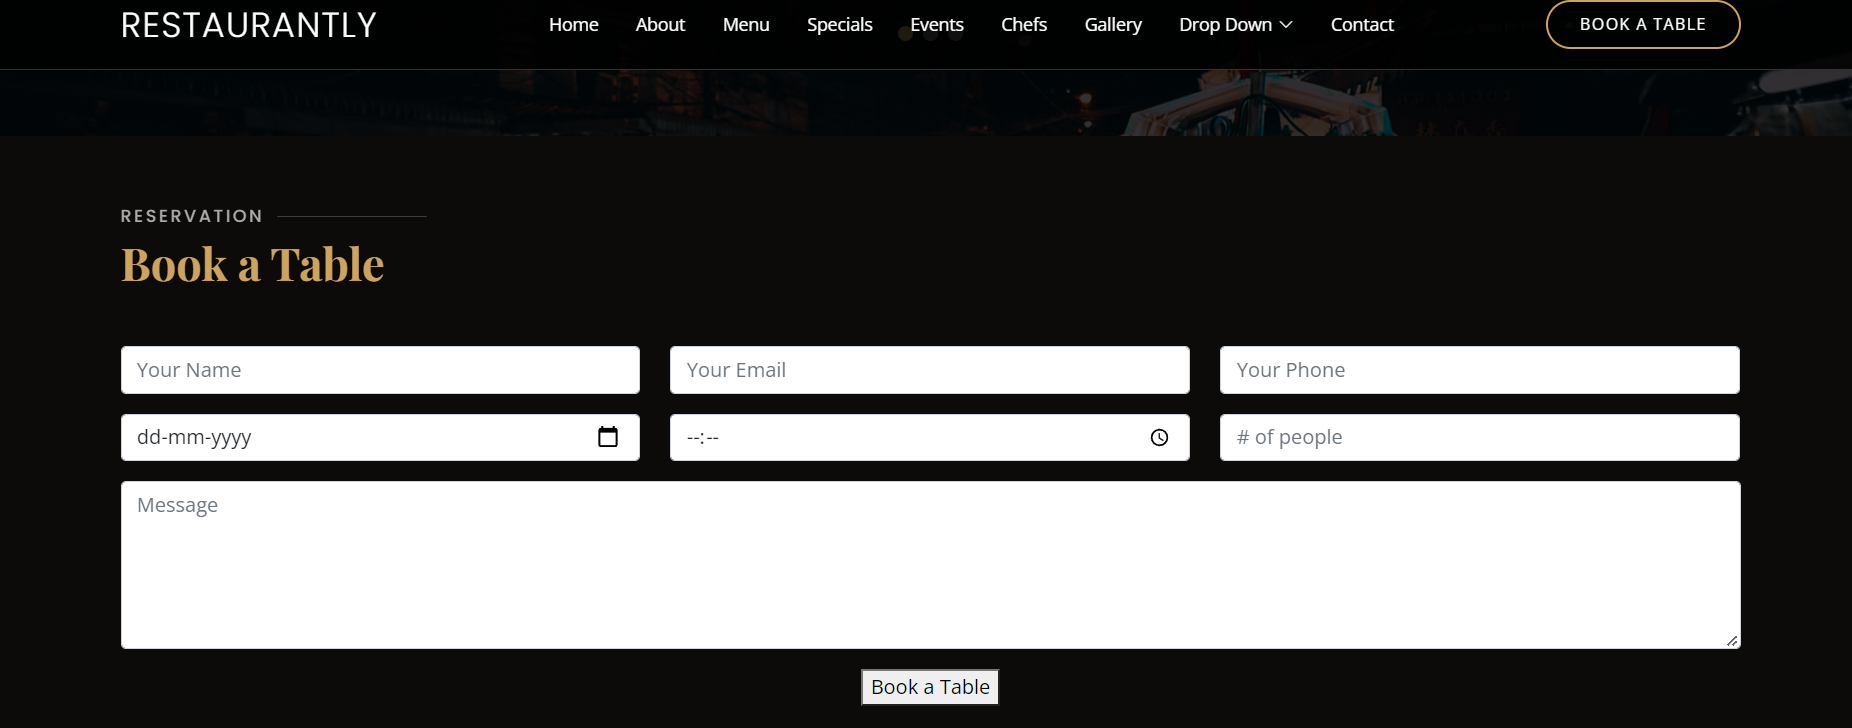 RESTAURANTLY Home About Menu Specials Events Chefs Gallery Drop Down Contact BOOK A TABLE
RESERVATION
Book a Table
Your Name Your Email Your Phone
dd-mm-yyyy --:-- # of people
Message
Book a Table